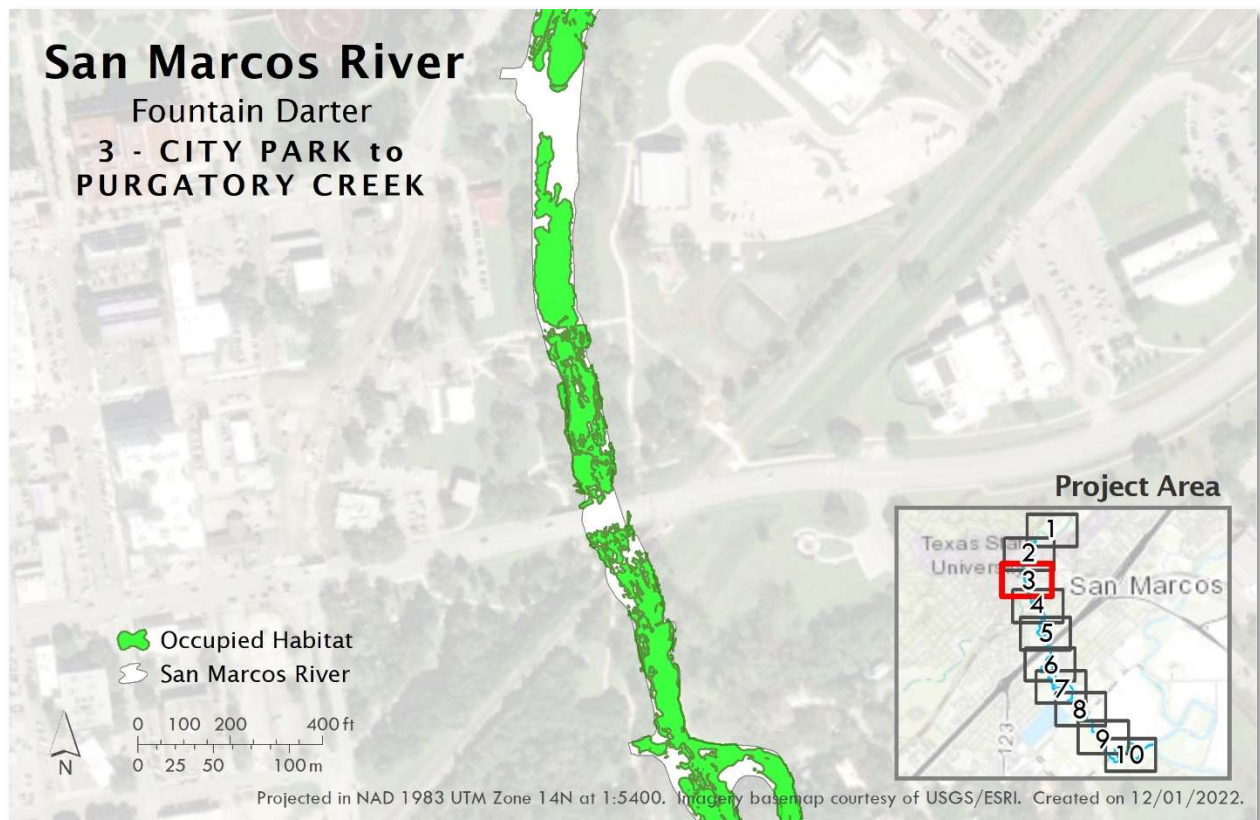 San Marcos River
Fountain Darter
3 - CITY PARK to
PURGATORY CREEK
Occupied Habitat
San Marcos River
0 100 200 400 ft
0 25 50 100 m
N
Project Area
Texas State
University
San Marcos
123
1
2
3
4
5
6
7
8
9
10
Projected in NAD 1983 UTM Zone 14N at 1:5400. Imagery basemap courtesy of USGS/ESRI. Created on 12/01/2022.